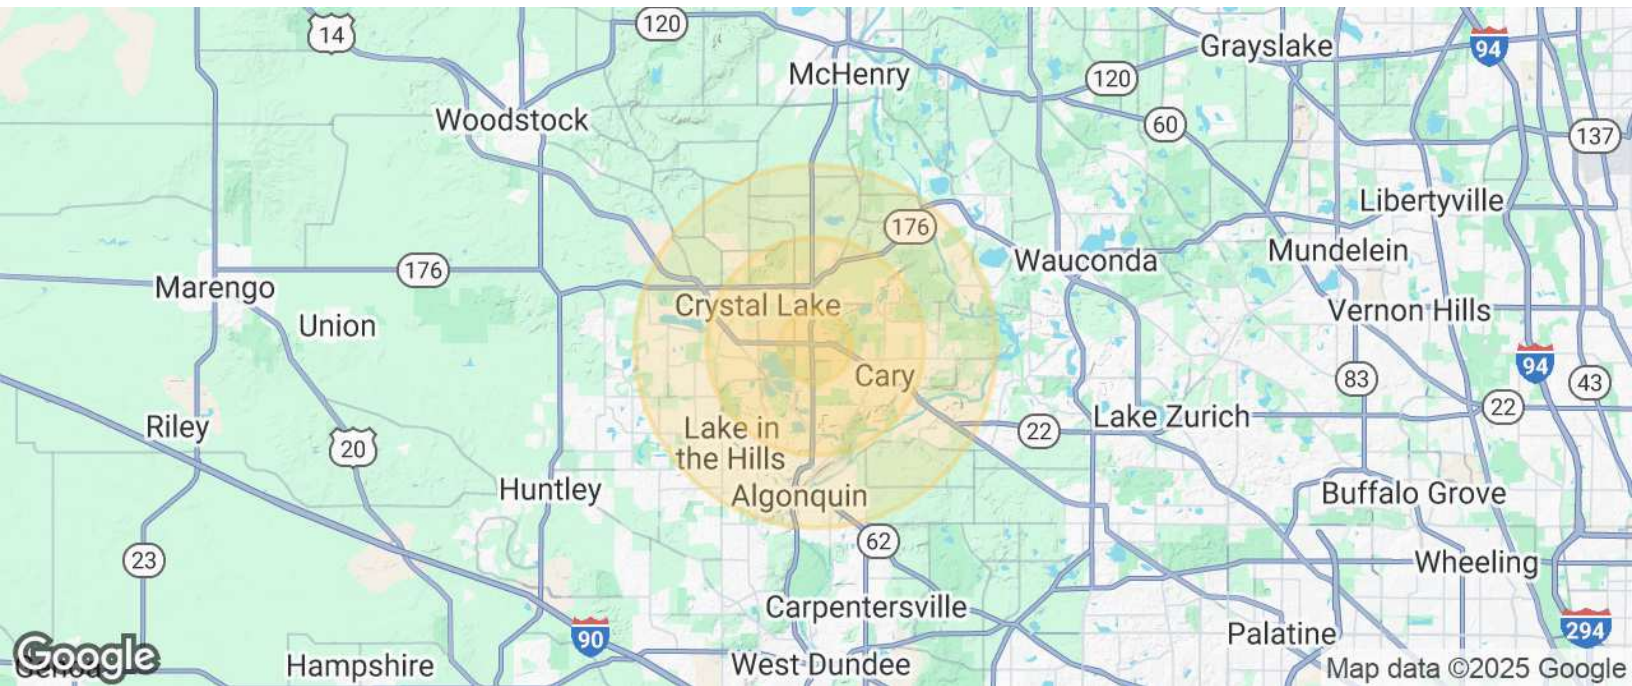 14
120
Grayslake
94
McHenry
120
Woodstock
60
137
Libertyville
176
Mundelein
Wauconda
176
Marengo
Crystal Lake
Union
Vernon Hills
94
Cary
83
43
22
Lake Zurich
Riley
Lake in
the Hills
22
20
Huntley
Algonquin
Buffalo Grove
62
23
Wheeling
Carpentersville
90
294
Palatine
Google
Genoa
Hampshire
West Dundee
Map data ©2025 Google